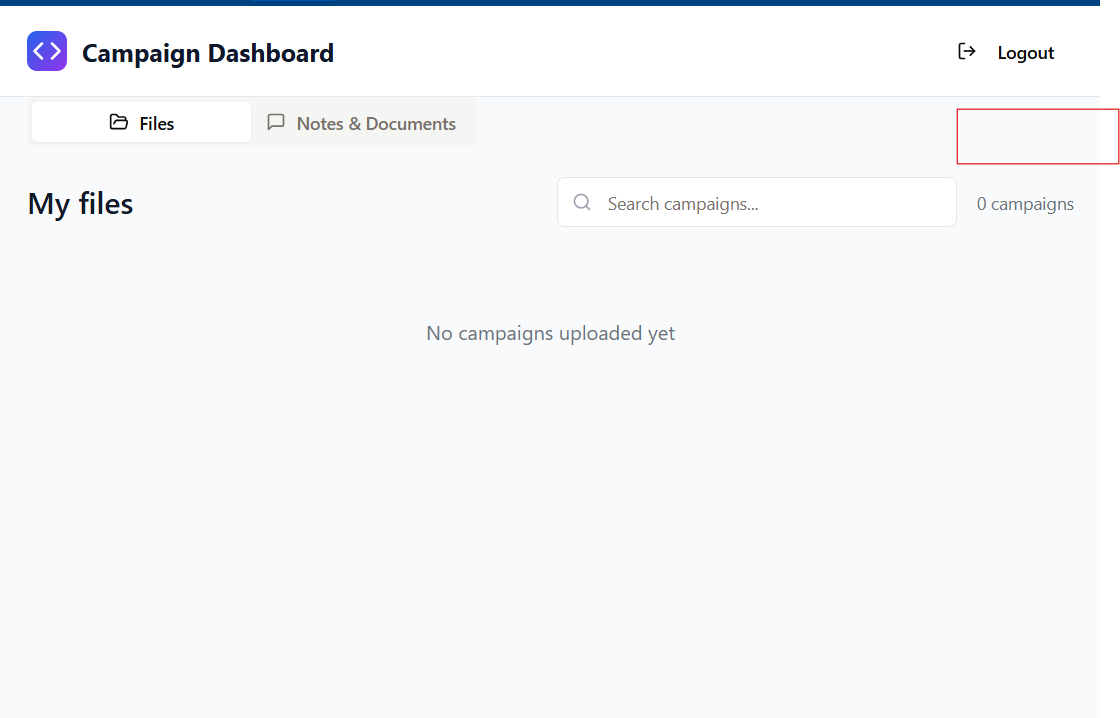 Campaign Dashboard
Logout
Files
Notes & Documents
My files
Search campaigns...
0 campaigns
No campaigns uploaded yet